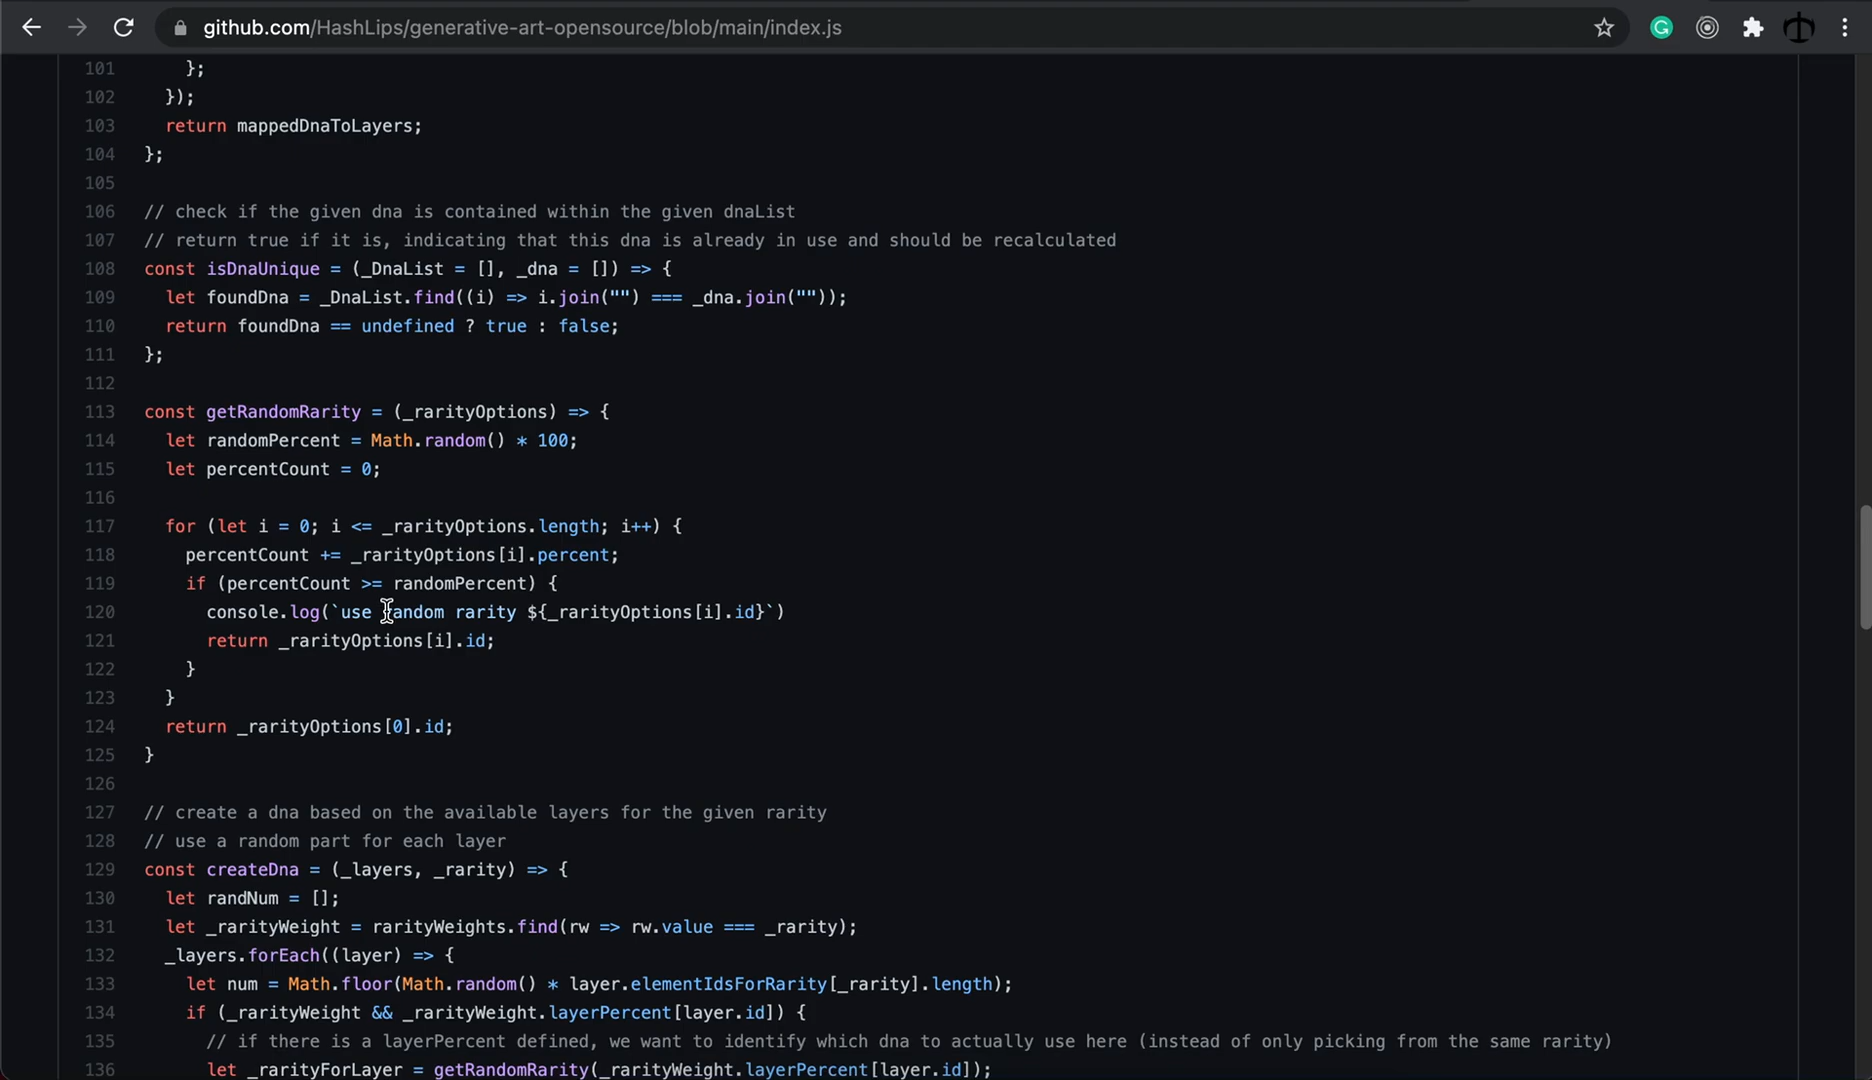 github.com/HashLips/generative-art-opensource/blob/main/index.js
101 };
102 });
103 return mappedDnaToLayers;
104 };
105
106 // check if the given dna is contained within the given dnaList
107 // return true if it is, indicating that this dna is already in use and should be recalculated
108 const isDnaUnique = (_DnaList = [], _dna = []) => {
109 let foundDna = _DnaList.find((i) => i.join("") === _dna.join(""));
110 return foundDna == undefined ? true : false;
111 };
112
113 const getRandomRarity = (_rarityOptions) => {
114 let randomPercent = Math.random() * 100;
115 let percentCount = 0;
116
117 for (let i = 0; i <= _rarityOptions.length; i++) {
118 percentCount += _rarityOptions[i].percent;
119 if (percentCount >= randomPercent) {
120 console.log(`use random rarity ${_rarityOptions[i].id}`)
121 return _rarityOptions[i].id;
122 }
123 }
124 return _rarityOptions[0].id;
125 }
126
127 // create a dna based on the available layers for the given rarity
128 // use a random part for each layer
129 const createDna = (_layers, _rarity) => {
130 let randNum = [];
131 let _rarityWeight = rarityWeights.find(rw => rw.value === _rarity);
132 _layers.forEach((layer) => {
133 let num = Math.floor(Math.random() * layer.elementIdsForRarity[_rarity].length);
134 if (_rarityWeight && _rarityWeight.layerPercent[layer.id]) {
135 // if there is a layerPercent defined, we want to identify which dna to actually use here (instead of only picking from the same rarity)
136 let _rarityForLayer = getRandomRarity(_rarityWeight.layerPercent[layer.id]);